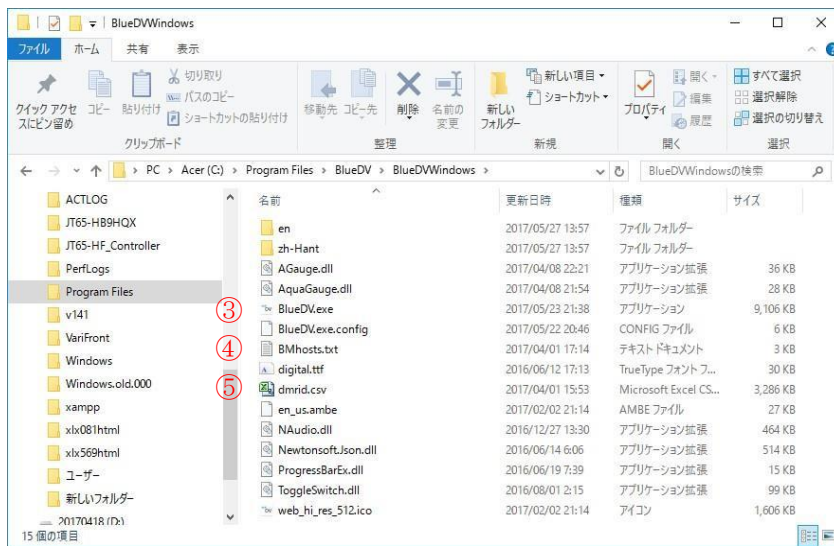 BlueDVWindows
ファイル ホーム 共有 表示
クイック アクセスにピン留め コピー 貼り付け 切り取り パスのコピー ショートカットの貼り付け 移動先 コピー先 削除 名前の変更 新しいフォルダー 新しい項目 ショートカット プロパティ 開く 編集 履歴 すべて選択 選択解除 選択の切り替え
クリップボード 整理 新規 開く 選択
PC > Acer (C:) > Program Files > BlueDV > BlueDVWindows > BlueDVWindowsの検索
名前 更新日時 種類 サイズ
ACTLOG
JT65-HB9HQX
JT65-HF_Controller
PerfLogs
Program Files
v141
VariFront
Windows
Windows.old.000
xampp
xlx081html
xlx569html
ユーザー
新しいフォルダー
20170418 (D:)
en 2017/05/27 13:57 ファイル フォルダー
zh-Hant 2017/05/27 13:57 ファイル フォルダー
AGauge.dll 2017/04/08 22:21 アプリケーション拡張 36 KB
AquaGauge.dll 2017/04/08 21:54 アプリケーション拡張 28 KB
③ BlueDV.exe 2017/05/23 21:38 アプリケーション 9,106 KB
BlueDV.exe.config 2017/05/22 20:46 CONFIG ファイル 6 KB
④ BMhosts.txt 2017/04/01 17:14 テキスト ドキュメント 3 KB
digital.ttf 2016/06/12 17:13 TrueType フォント フ... 30 KB
⑤ dmrid.csv 2017/04/01 15:53 Microsoft Excel CS... 3,286 KB
en_us.ambe 2017/02/02 21:14 AMBE ファイル 27 KB
NAudio.dll 2016/12/27 13:30 アプリケーション拡張 464 KB
Newtonsoft.Json.dll 2016/06/14 6:06 アプリケーション拡張 514 KB
ProgressBarEx.dll 2016/06/19 7:39 アプリケーション拡張 15 KB
ToggleSwitch.dll 2016/08/01 2:15 アプリケーション拡張 99 KB
web_hi_res_512.ico 2017/02/02 21:14 アイコン 1,606 KB
15 個の項目